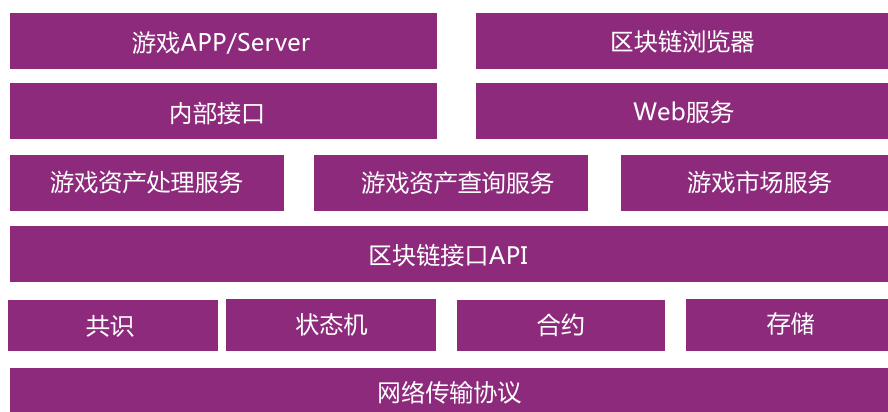 游戏APP/Server
区块链浏览器
内部接口
Web服务
游戏资产处理服务
游戏资产查询服务
游戏市场服务
区块链接口API
共识
状态机
合约
存储
网络传输协议